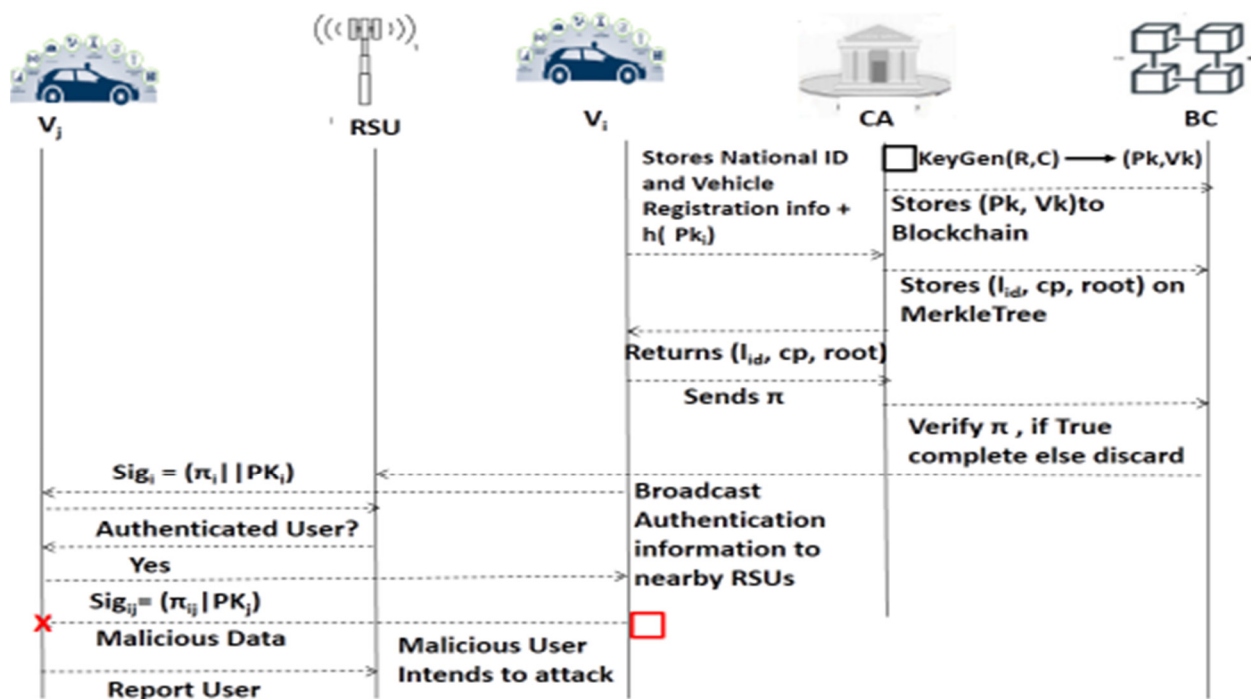 Vj
RSU
Vi
CA
BC
Stores National ID
and Vehicle
Registration info +
h( Pki)
KeyGen(R,C) → (Pk,Vk)
Stores (Pk, Vk)to
Blockchain
Stores (lid, cp, root) on
MerkleTree
Returns (lid, cp, root)
Sends π
Verify π , if True
complete else discard
Sigi = (πi||PKi)
Broadcast
Authentication
information to
nearby RSUs
Authenticated User?
Yes
Sigij= (πij|PKj)
x
Malicious Data
Malicious User
Intends to attack
Report User